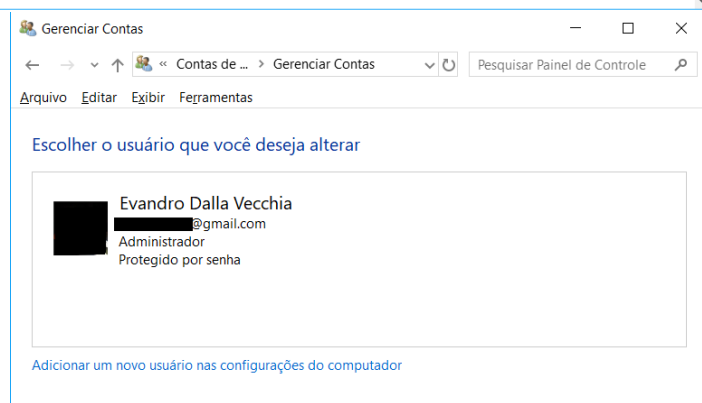 Gerenciar Contas
« Contas de ... > Gerenciar Contas
Pesquisar Painel de Controle
Arquivo Editar Exibir Ferramentas
Escolher o usuário que você deseja alterar
Evandro Dalla Vecchia
@gmail.com
Administrador
Protegido por senha
Adicionar um novo usuário nas configurações do computador